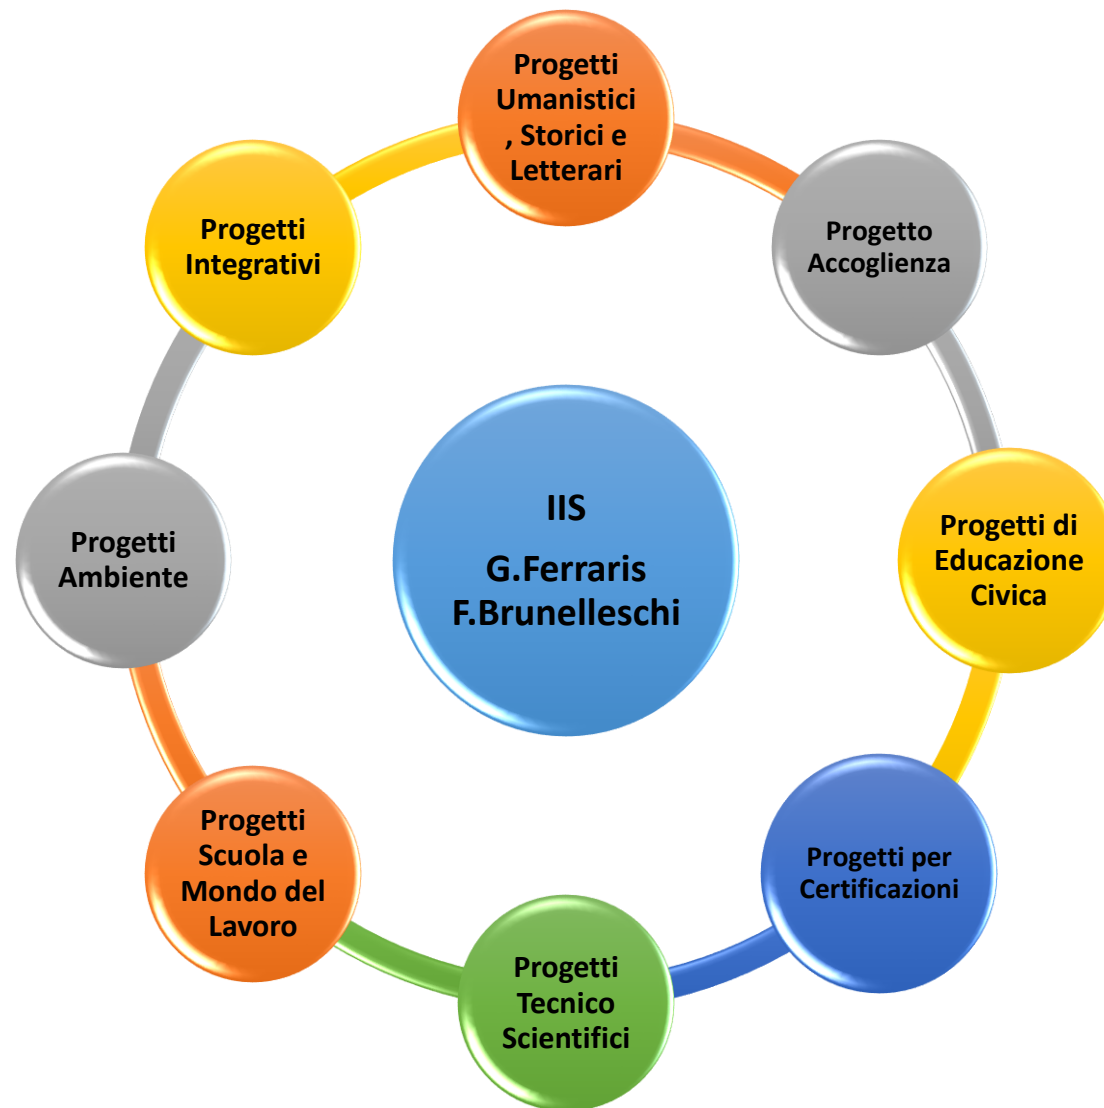 Progetti
Umanistici
, Storici e
Letterari
Progetto
Accoglienza
Progetti di
Educazione
Civica
Progetti per
Certificazioni
Progetti
Tecnico
Scientifici
Progetti
Scuola e
Mondo del
Lavoro
Progetti
Ambiente
Progetti
Integrativi
IIS
G.Ferraris
F.Brunelleschi